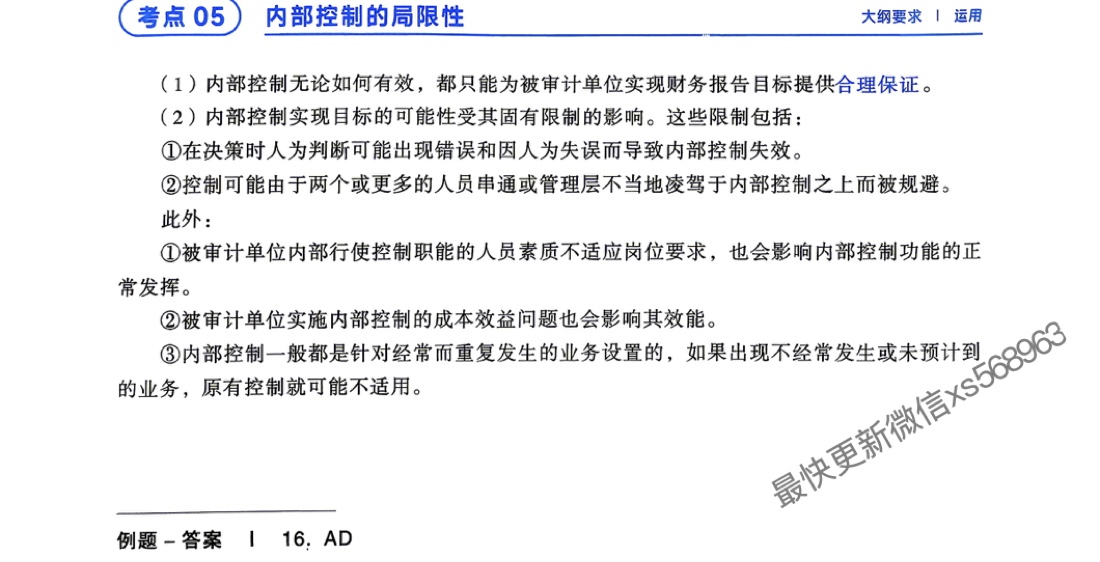 考点 05 内部控制的局限性 大纲要求 | 运用
（1）内部控制无论如何有效，都只能为被审计单位实现财务报告目标提供合理保证。
（2）内部控制实现目标的可能性受其固有限制的影响。这些限制包括：
①在决策时人为判断可能出现错误和因人为失误而导致内部控制失效。
②控制可能由于两个或更多的人员串通或管理层不当地凌驾于内部控制之上而被规避。
此外：
①被审计单位内部行使控制职能的人员素质不适应岗位要求，也会影响内部控制功能的正
常发挥。
②被审计单位实施内部控制的成本效益问题也会影响其效能。
③内部控制一般都是针对经常而重复发生的业务设置的，如果出现不经常发生或未预计到
的业务，原有控制就可能不适用。
最快更新微信xs568963
例题 – 答案 | 16. AD